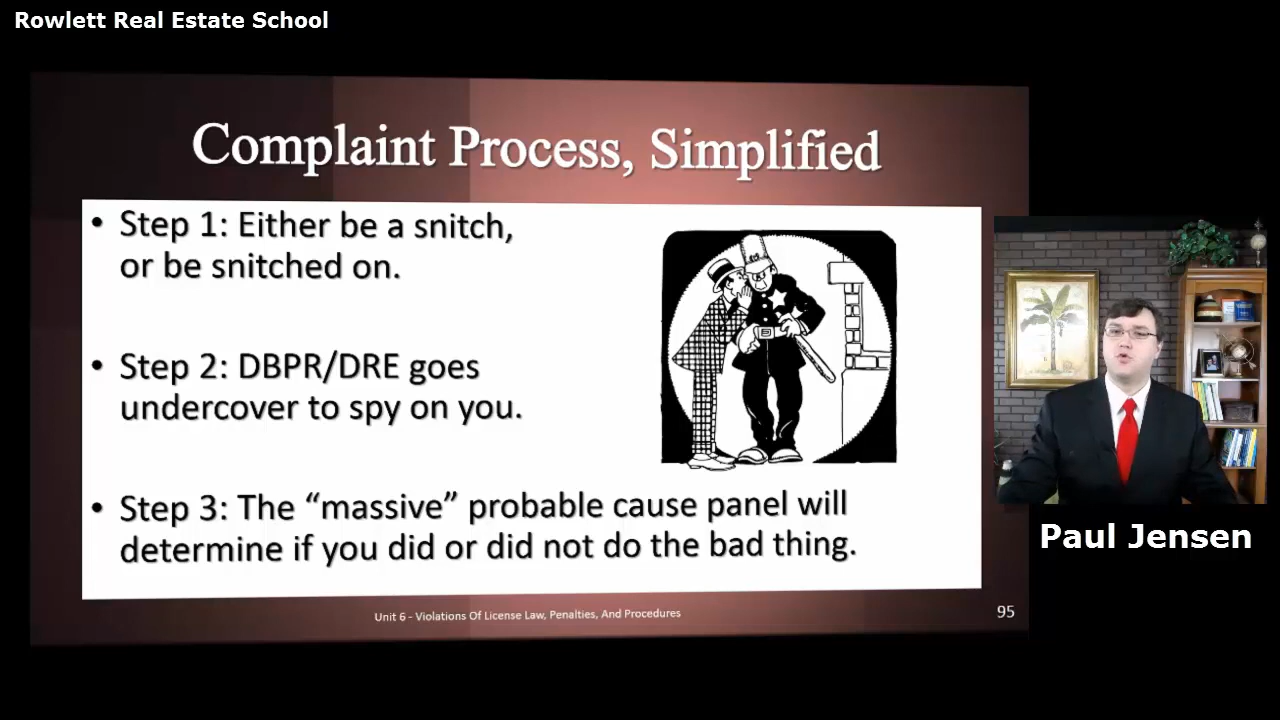 Rowlett Real Estate School
Complaint Process, Simplified
• Step 1: Either be a snitch,
or be snitched on.
• Step 2: DBPR/DRE goes
undercover to spy on you.
• Step 3: The “massive” probable cause panel will
determine if you did or did not do the bad thing.
Unit 6 - Violations Of License Law, Penalties, And Procedures
95
Paul Jensen